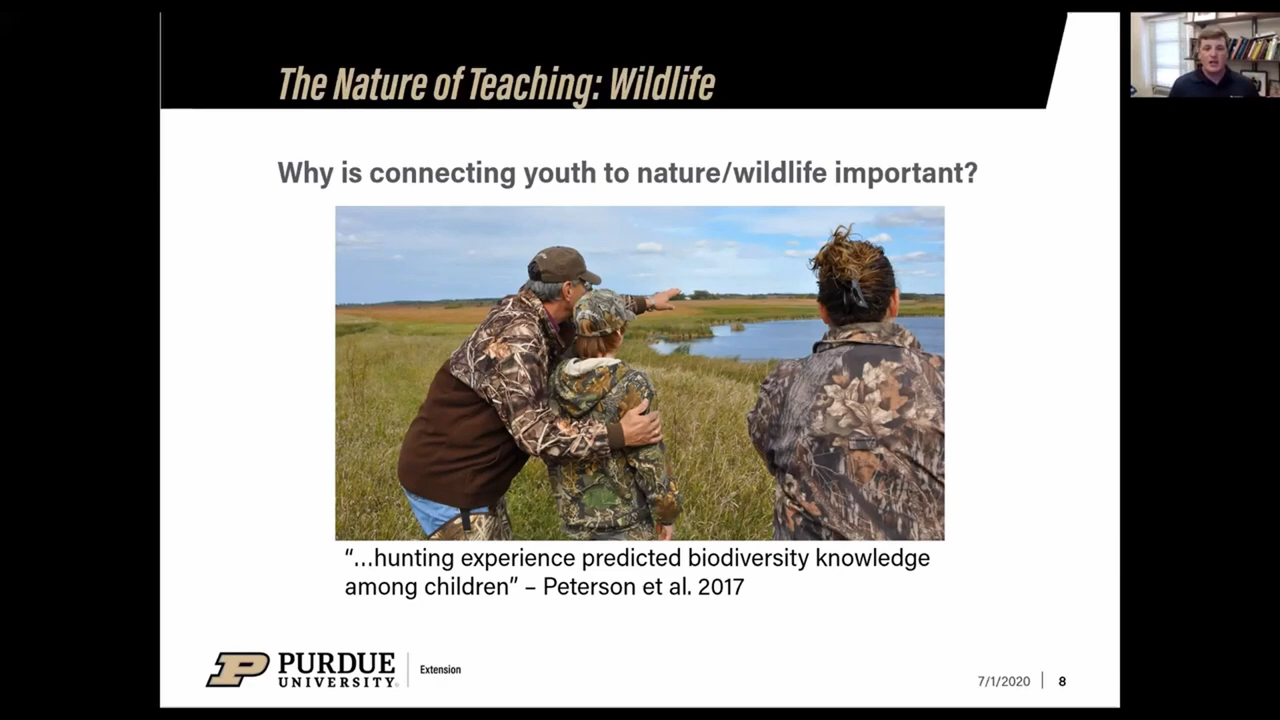 The Nature of Teaching: Wildlife
Why is connecting youth to nature/wildlife important?
“...hunting experience predicted biodiversity knowledge
among children” – Peterson et al. 2017
PURDUE
UNIVERSITY
Extension
7/1/2020
8